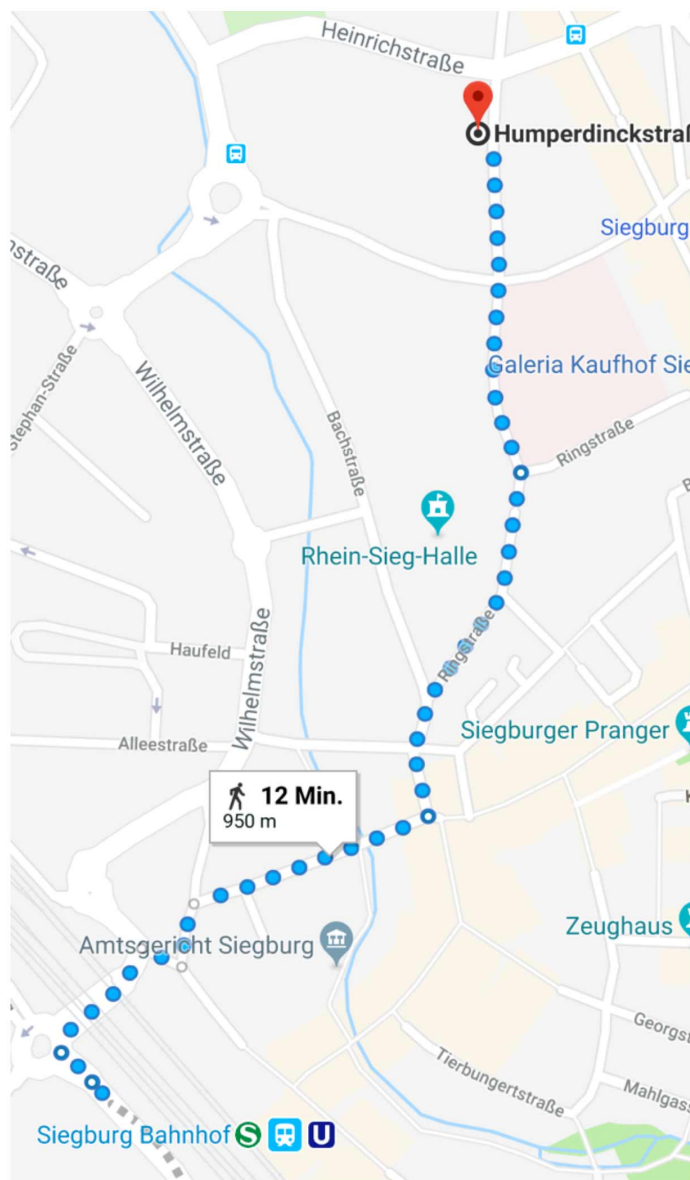 Heinrichstraße
Humperdinckstraß
Siegburg
nstraße
Stephan-Straße
Wilhelmstraße
Galeria Kaufhof Sie
Bachstraße
Ringstraße
Rhein-Sieg-Halle
Haufeld
Wilhelmstraße
Ringstraße
Alleestraße
Siegburger Pranger
12 Min.
950 m
K
Amtsgericht Siegburg
Zeughaus
Georgst
Tierbungertstraße
Mahlgass
Siegburg Bahnhof S U